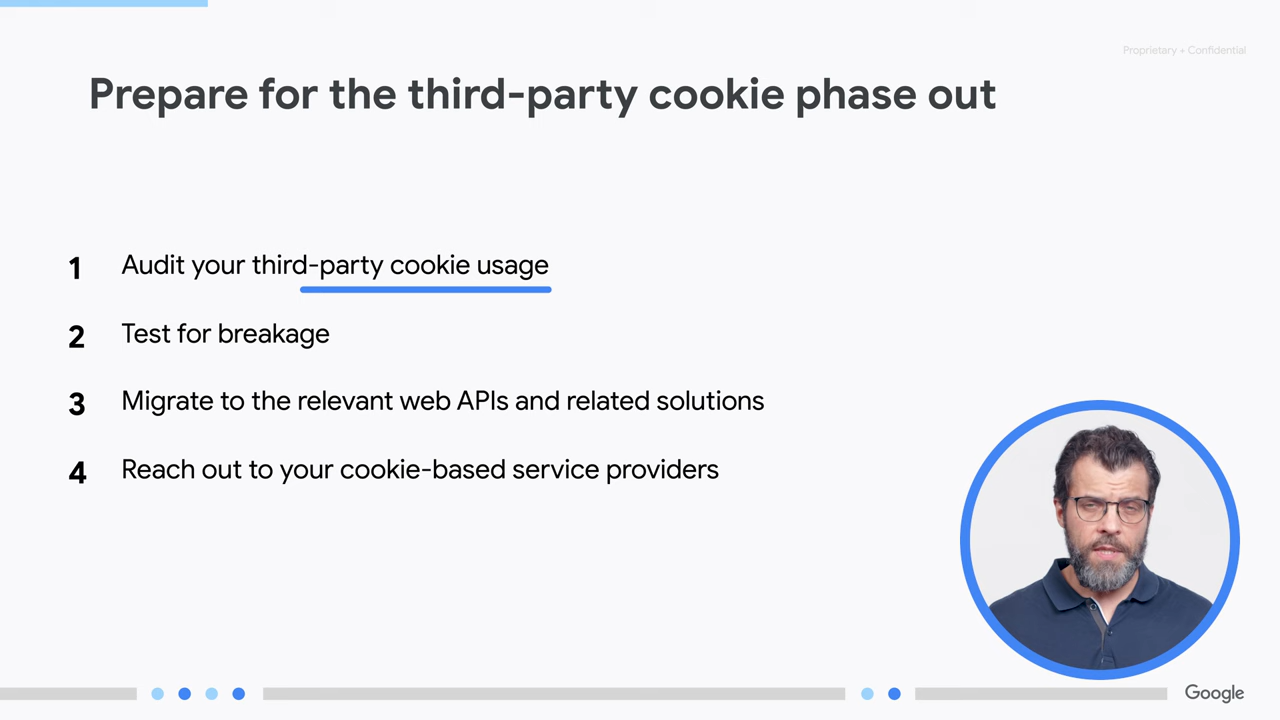 Proprietary + Confidential
Prepare for the third-party cookie phase out
1 Audit your third-party cookie usage
2 Test for breakage
3 Migrate to the relevant web APIs and related solutions
4 Reach out to your cookie-based service providers
Google